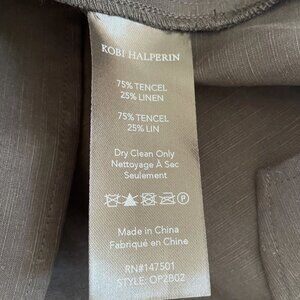 KOBI HALPERIN
75% TENCEL
25% LINEN
75% TENCEL
25% LIN
Dry Clean Only
Nettoyage À Sec
Seulement
P
Made in China
Fabriqué en Chine
RN#147501
STYLE: OP2802